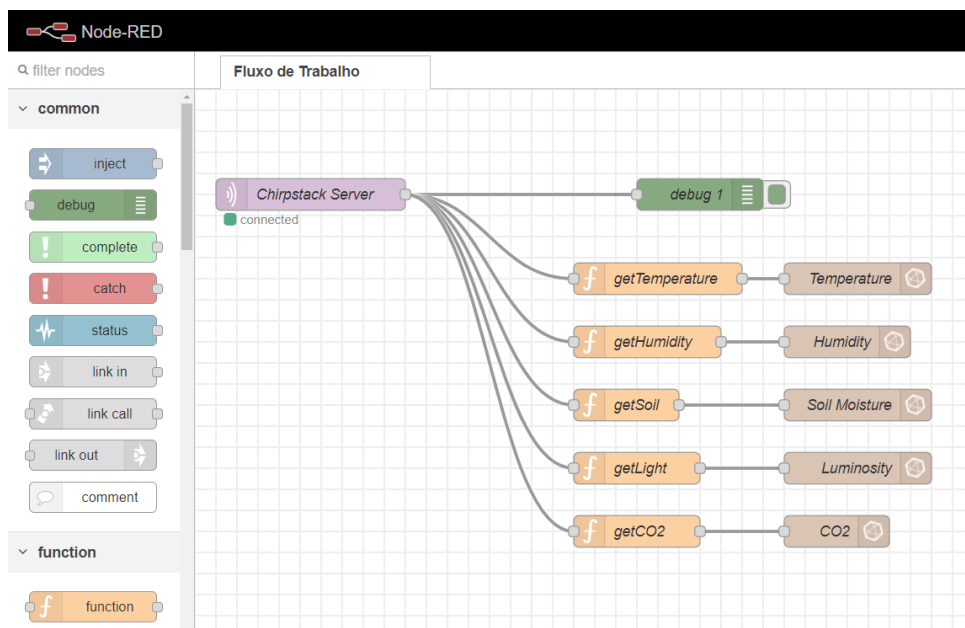 Node-RED
filter nodes
Fluxo de Trabalho
common
inject
debug
complete
catch
status
link in
link call
link out
comment
function
function
Chirpstack Server
connected
debug 1
getTemperature
Temperature
getHumidity
Humidity
getSoil
Soil Moisture
getLight
Luminosity
getCO2
CO2